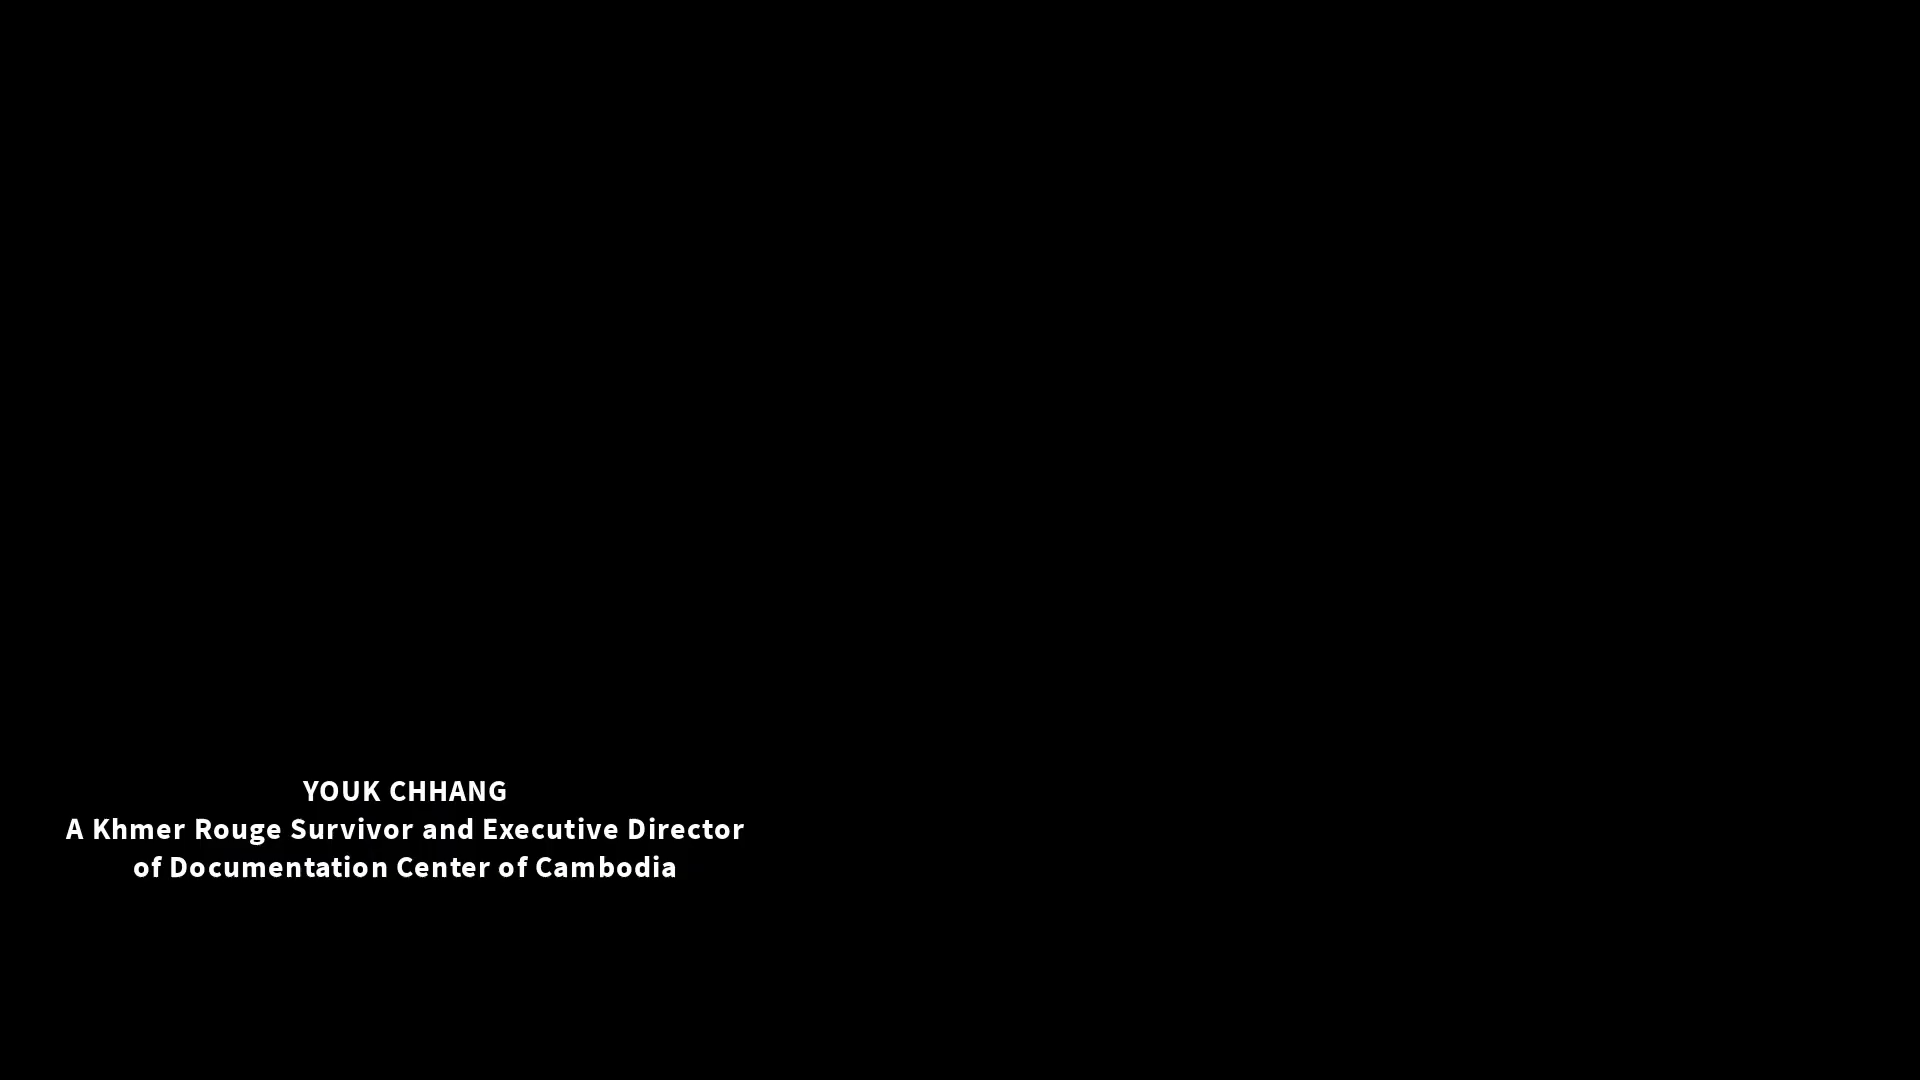 YOUK CHHANG
A Khmer Rouge Survivor and Executive Director
of Documentation Center of Cambodia